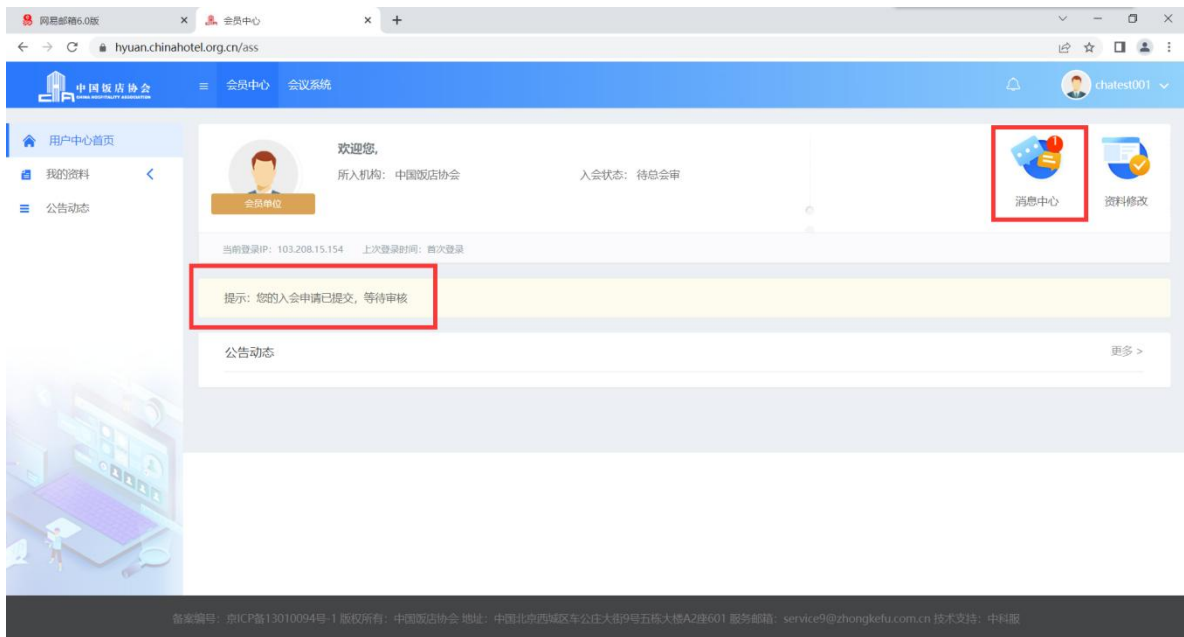 网易邮箱6.0版
会员中心
hyuan.chinahotel.org.cn/ass
中国饭店协会
CHINA HOSPITALITY ASSOCIATION
会员中心 会议系统
chatest001
用户中心首页
我的资料
公告动态
欢迎您,
所入机构: 中国饭店协会 入会状态: 待总会审
会员单位
1
消息中心 资料修改
当前登录IP: 103.208.15.154 上次登录时间: 首次登录
提示: 您的入会申请已提交, 等待审核
公告动态 更多 >
备案编号: 京ICP备13010094号-1 版权所有: 中国饭店协会 地址: 中国北京西城区车公庄大街9号五栋大楼A2座601 服务邮箱: service9@zhongkefu.com.cn 技术支持: 中科服